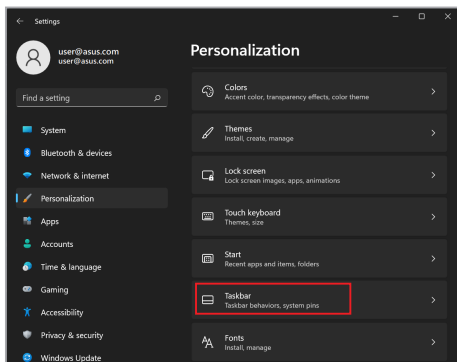 Settings
user@asus.com
user@asus.com
Find a setting
System
Bluetooth & devices
Network & internet
Personalization
Apps
Accounts
Time & language
Gaming
Accessibility
Privacy & security
Windows Update
Personalization
Colors
Accent color, transparency effects, color theme
Themes
Install, create, manage
Lock screen
Lock screen images, apps, animations
Touch keyboard
Themes, size
Start
Recent apps and items, folders
Taskbar
Taskbar behaviors, system pins
Fonts
Install, manage